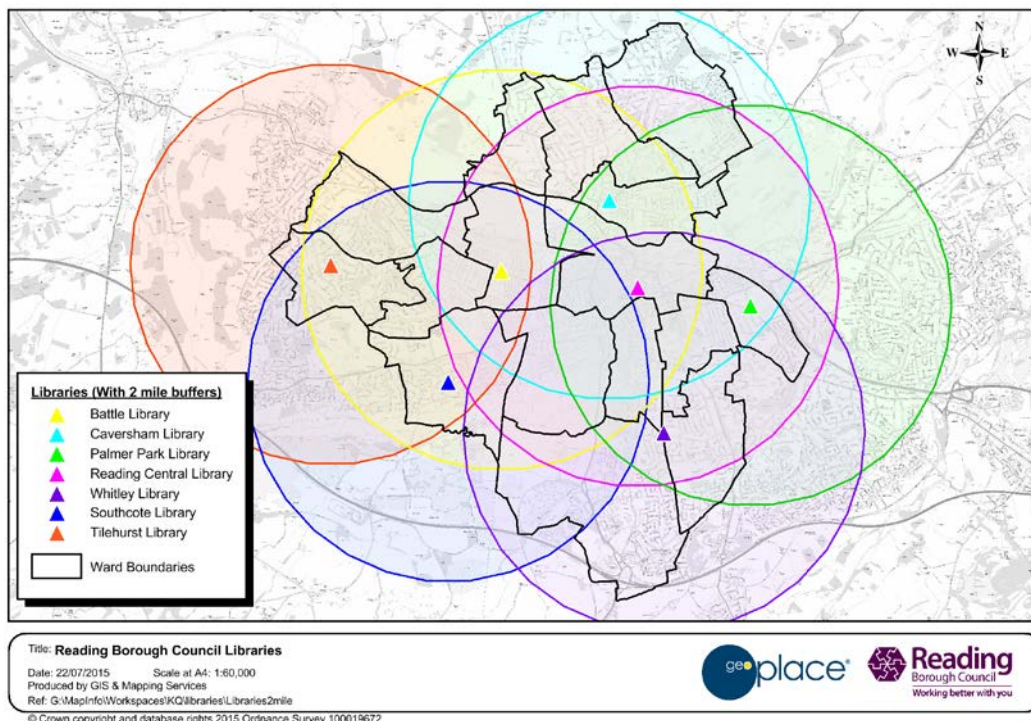 N
W E
S
Libraries (With 2 mile buffers)
Battle Library
Caversham Library
Palmer Park Library
Reading Central Library
Whitley Library
Southcote Library
Tilehurst Library
Ward Boundaries
Title: Reading Borough Council Libraries
Date: 22/07/2015 Scale at A4: 1:60,000
Produced by GIS & Mapping Services
Ref: G:\MapInfo\Workspaces\KQ\libraries\Libraries2mile
© Crown copyright and database rights 2015 Ordnance Survey 100019672
geoplace®
Reading
Borough Council
Working better with you